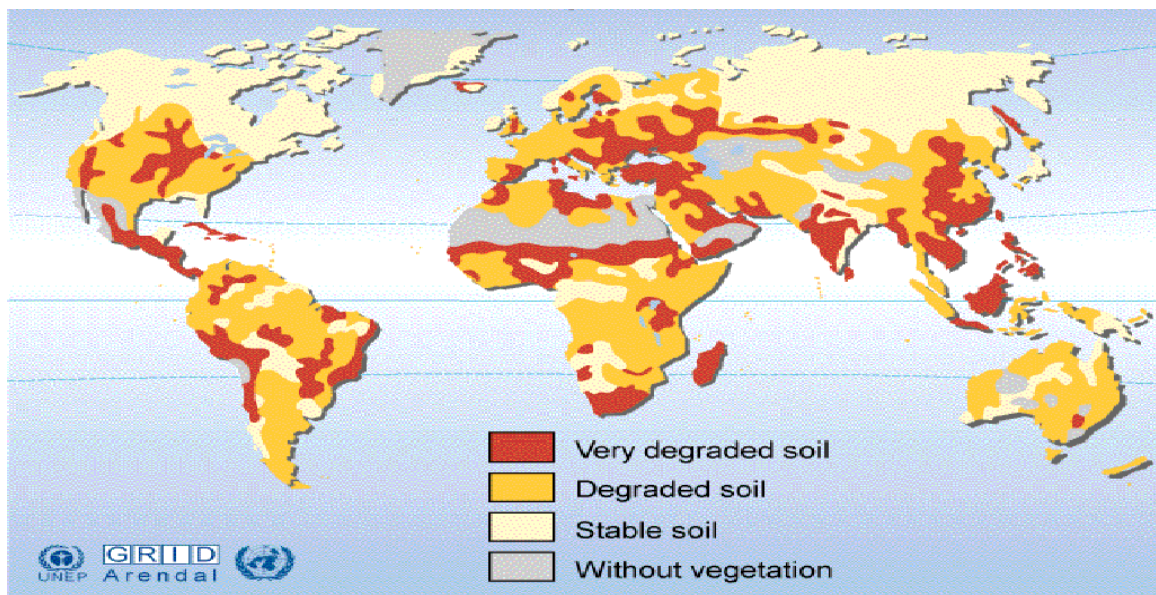 Very degraded soil
Degraded soil
Stable soil
Without vegetation
UNEP
GRID
Arendal